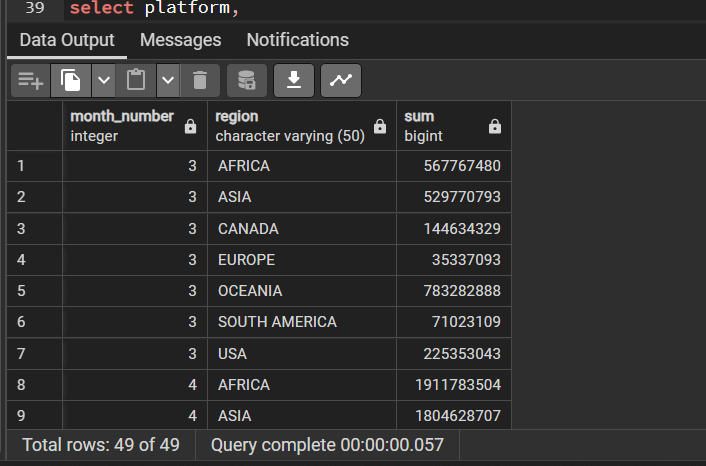 39 select platform,
Data Output Messages Notifications
month_number region sum
integer character varying (50) bigint
1 3 AFRICA 567767480
2 3 ASIA 529770793
3 3 CANADA 144634329
4 3 EUROPE 35337093
5 3 OCEANIA 783282888
6 3 SOUTH AMERICA 71023109
7 3 USA 225353043
8 4 AFRICA 1911783504
9 4 ASIA 1804628707
Total rows: 49 of 49 Query complete 00:00:00.057